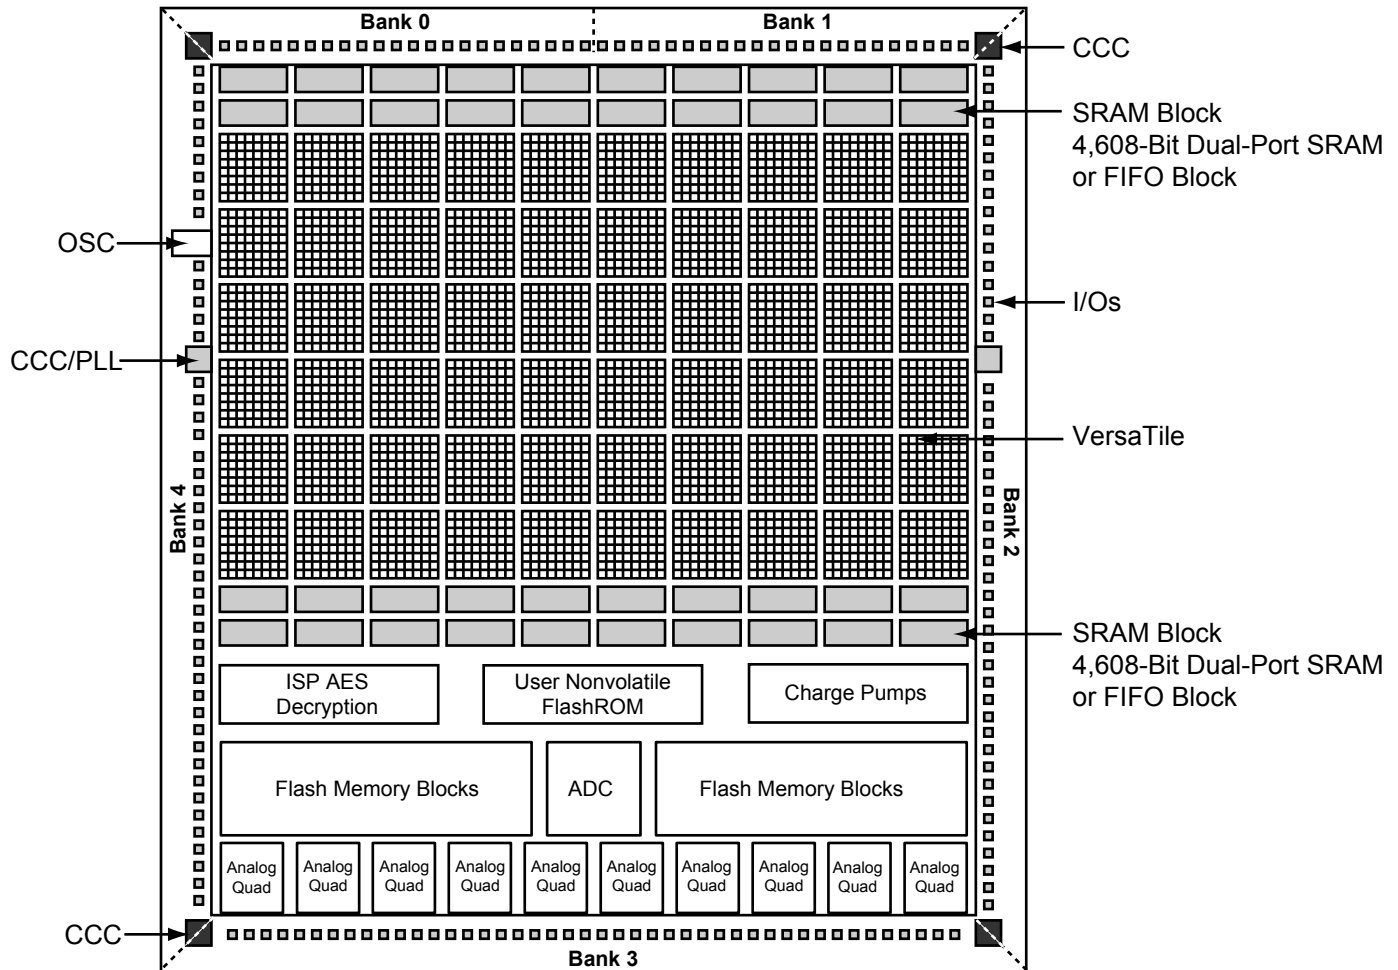 Bank 0
Bank 1
CCC
SRAM Block
4,608-Bit Dual-Port SRAM
or FIFO Block
OSC
I/Os
CCC/PLL
VersaTile
Bank 4
Bank 2
SRAM Block
4,608-Bit Dual-Port SRAM
or FIFO Block
ISP AES
Decryption
User Nonvolatile
FlashROM
Charge Pumps
Flash Memory Blocks
ADC
Flash Memory Blocks
Analog
Quad
Analog
Quad
Analog
Quad
Analog
Quad
Analog
Quad
Analog
Quad
Analog
Quad
Analog
Quad
Analog
Quad
Analog
Quad
CCC
Bank 3